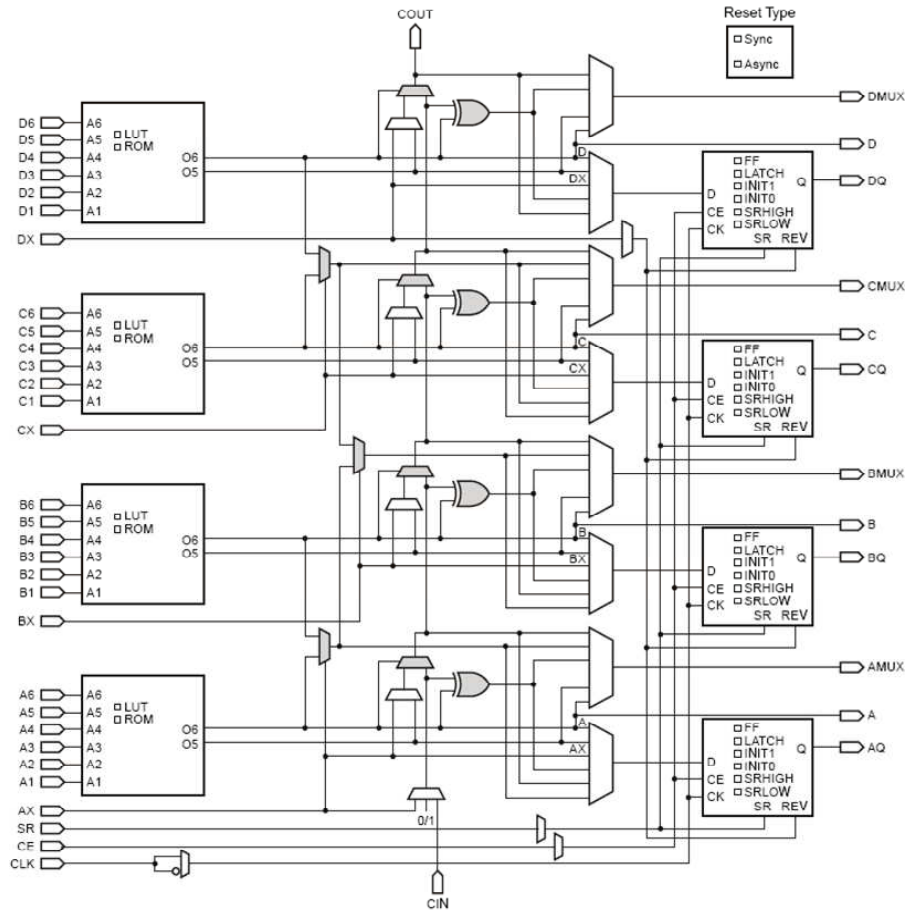 COUT
Reset Type
Sync
Async
DMUX
D6 A6
LUT
D5 A5
ROM
D4 A4 O6
D3 A3 O5
D2 A2
D1 A1
D
D
DX
FF
LATCH
INIT1
INIT0
SRHIGH
SRLOW
D
CE
CK
Q
SR REV
DQ
DX
CMUX
C6 A6
LUT
C5 A5
ROM
C4 A4 O6
C3 A3 O5
C2 A2
C1 A1
C
C
CX
FF
LATCH
INIT1
INIT0
SRHIGH
SRLOW
D
CE
CK
Q
SR REV
CQ
CX
BMUX
B6 A6
LUT
B5 A5
ROM
B4 A4 O6
B3 A3 O5
B2 A2
B1 A1
B
B
BX
FF
LATCH
INIT1
INIT0
SRHIGH
SRLOW
D
CE
CK
Q
SR REV
BQ
BX
AMUX
A6 A6
LUT
A5 A5
ROM
A4 A4 O6
A3 A3 O5
A2 A2
A1 A1
A
A
AX
FF
LATCH
INIT1
INIT0
SRHIGH
SRLOW
D
CE
CK
Q
SR REV
AQ
AX
0/1
SR
CE
CLK
CIN